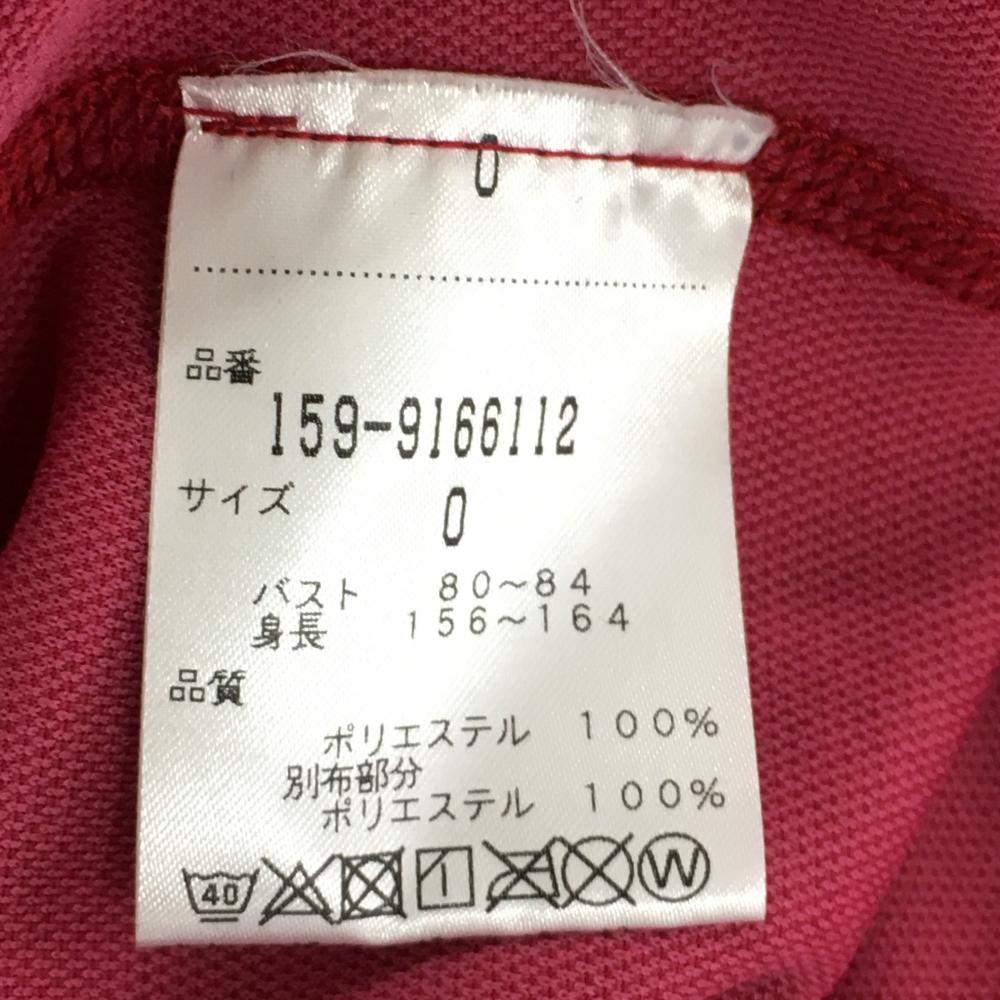 0
品番
159-9166112
サイズ 0
バスト 80~84
身長 156~164
品質
ポリエステル 100%
別布部分
ポリエステル 100%
40 W